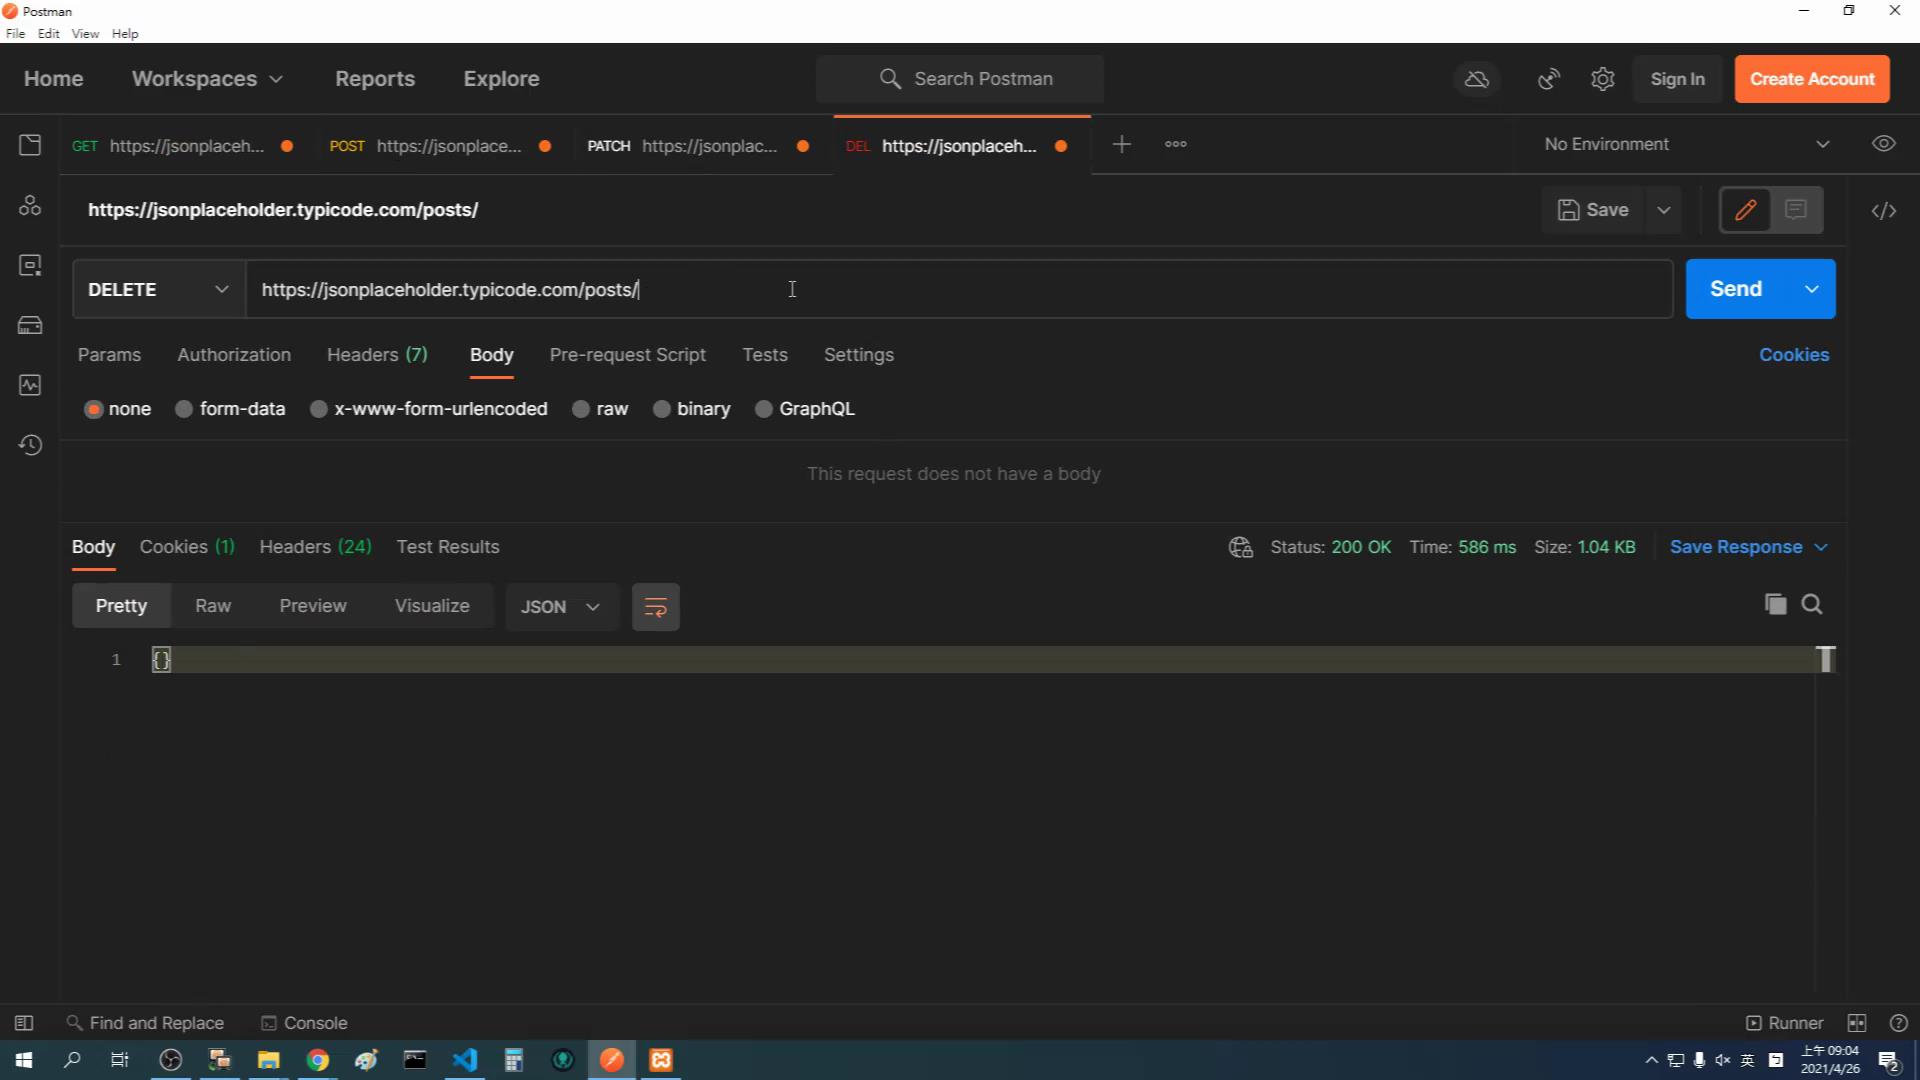 Postman
File Edit View Help
Home Workspaces Reports Explore Search Postman Sign In Create Account
GET https://jsonplaceh... POST https://jsonplace... PATCH https://jsonplac... DEL https://jsonplaceh... No Environment
https://jsonplaceholder.typicode.com/posts/ Save
DELETE https://jsonplaceholder.typicode.com/posts/ Send
Params Authorization Headers (7) Body Pre-request Script Tests Settings Cookies
none form-data x-www-form-urlencoded raw binary GraphQL
This request does not have a body
Body Cookies (1) Headers (24) Test Results Status: 200 OK Time: 586 ms Size: 1.04 KB Save Response
Pretty Raw Preview Visualize JSON
1 {}
Find and Replace Console Runner
英 上午 09:04
2021/4/26 2